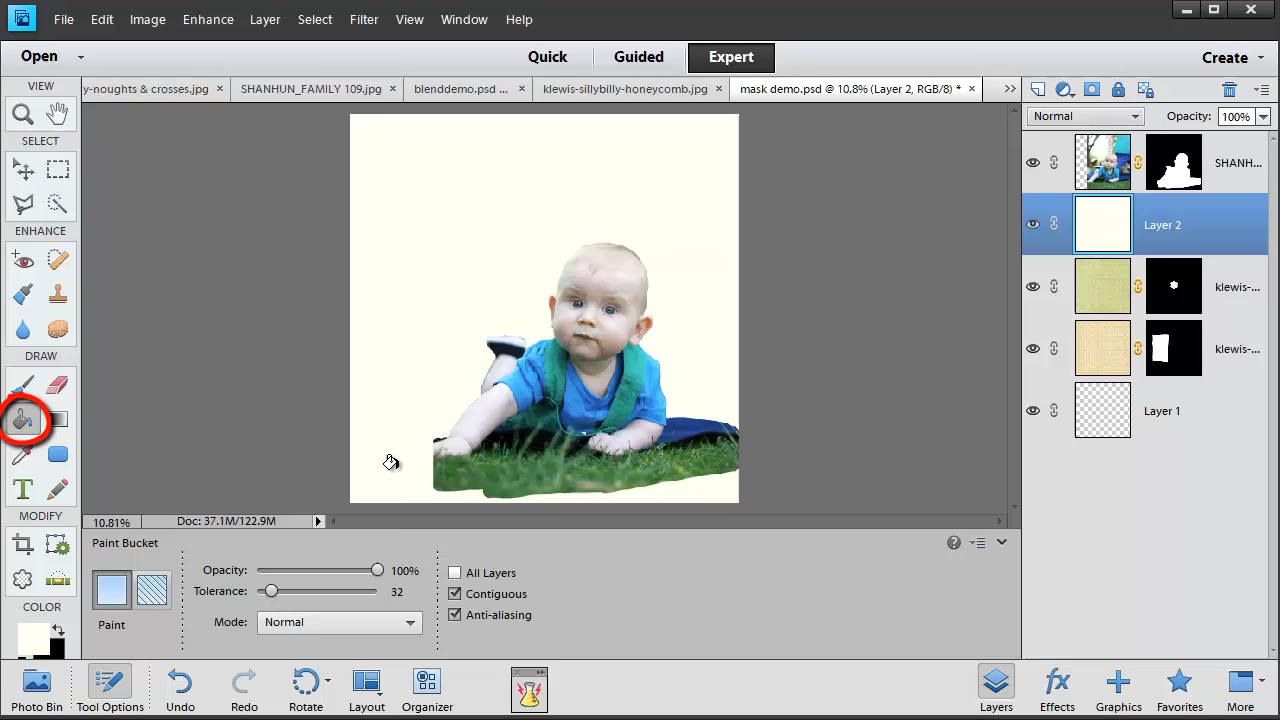 File Edit Image Enhance Layer Select Filter View Window Help
Open Quick Guided Expert Create
VIEW
y-noughts & crosses.jpg × SHANHUN_FAMILY 109.jpg × blenddemo.psd ... × klewis-sillybilly-honeycomb.jpg × mask demo.psd @ 10.8% (Layer 2, RGB/8) * × >>
Normal Opacity: 100%
SELECT
SHANH...
Layer 2
ENHANCE
klewis-...
klewis-...
DRAW
Layer 1
T
MODIFY
10.81% Doc: 37.1M/122.9M
Paint Bucket
Opacity: 100%
Tolerance: 32
Mode: Normal
Paint
All Layers
Contiguous
Anti-aliasing
COLOR
Photo Bin Tool Options Undo Redo Rotate Layout Organizer fx Layers Effects Graphics Favorites More